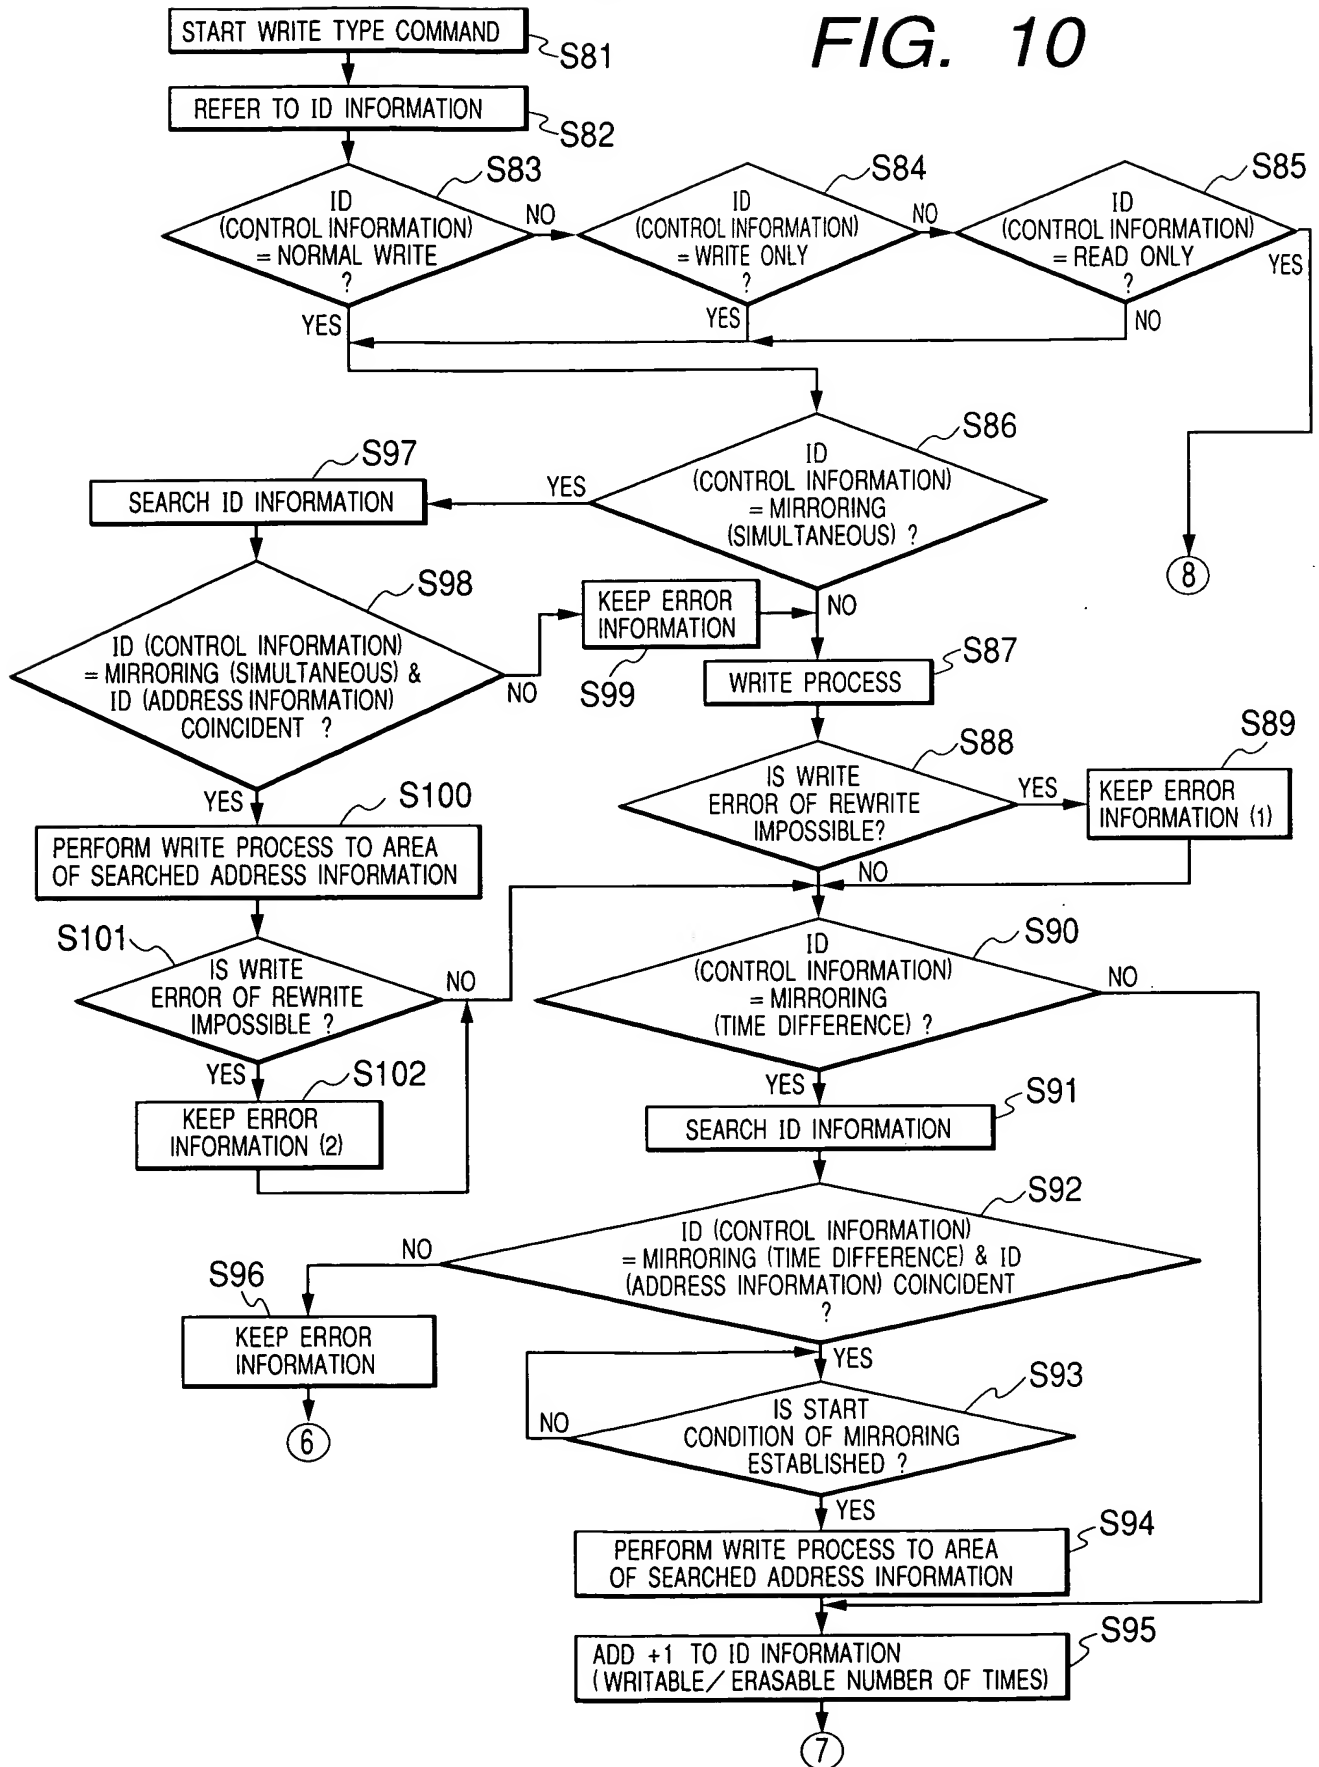 FIG. 10
START WRITE TYPE COMMAND
S81
REFER TO ID INFORMATION
S82
S83
ID
(CONTROL INFORMATION)
= NORMAL WRITE
?
NO
YES
S84
ID
(CONTROL INFORMATION)
= WRITE ONLY
?
NO
YES
S85
ID
(CONTROL INFORMATION)
= READ ONLY
?
YES
NO
8
S86
ID
(CONTROL INFORMATION)
= MIRRORING
(SIMULTANEOUS) ?
YES
NO
S97
SEARCH ID INFORMATION
S98
ID (CONTROL INFORMATION)
= MIRRORING (SIMULTANEOUS) &
ID (ADDRESS INFORMATION)
COINCIDENT ?
NO
YES
KEEP ERROR
INFORMATION
S99
S87
WRITE PROCESS
S88
IS WRITE
ERROR OF REWRITE
IMPOSSIBLE?
YES
NO
S89
KEEP ERROR
INFORMATION (1)
S100
PERFORM WRITE PROCESS TO AREA
OF SEARCHED ADDRESS INFORMATION
S101
IS WRITE
ERROR OF REWRITE
IMPOSSIBLE ?
NO
YES
S102
KEEP ERROR
INFORMATION (2)
S90
ID
(CONTROL INFORMATION)
= MIRRORING
(TIME DIFFERENCE) ?
NO
YES
S91
SEARCH ID INFORMATION
S92
ID (CONTROL INFORMATION)
= MIRRORING (TIME DIFFERENCE) & ID
(ADDRESS INFORMATION) COINCIDENT
?
NO
YES
S96
KEEP ERROR
INFORMATION
6
S93
IS START
CONDITION OF MIRRORING
ESTABLISHED ?
NO
YES
S94
PERFORM WRITE PROCESS TO AREA
OF SEARCHED ADDRESS INFORMATION
S95
ADD +1 TO ID INFORMATION
(WRITABLE/ERASABLE NUMBER OF TIMES)
7